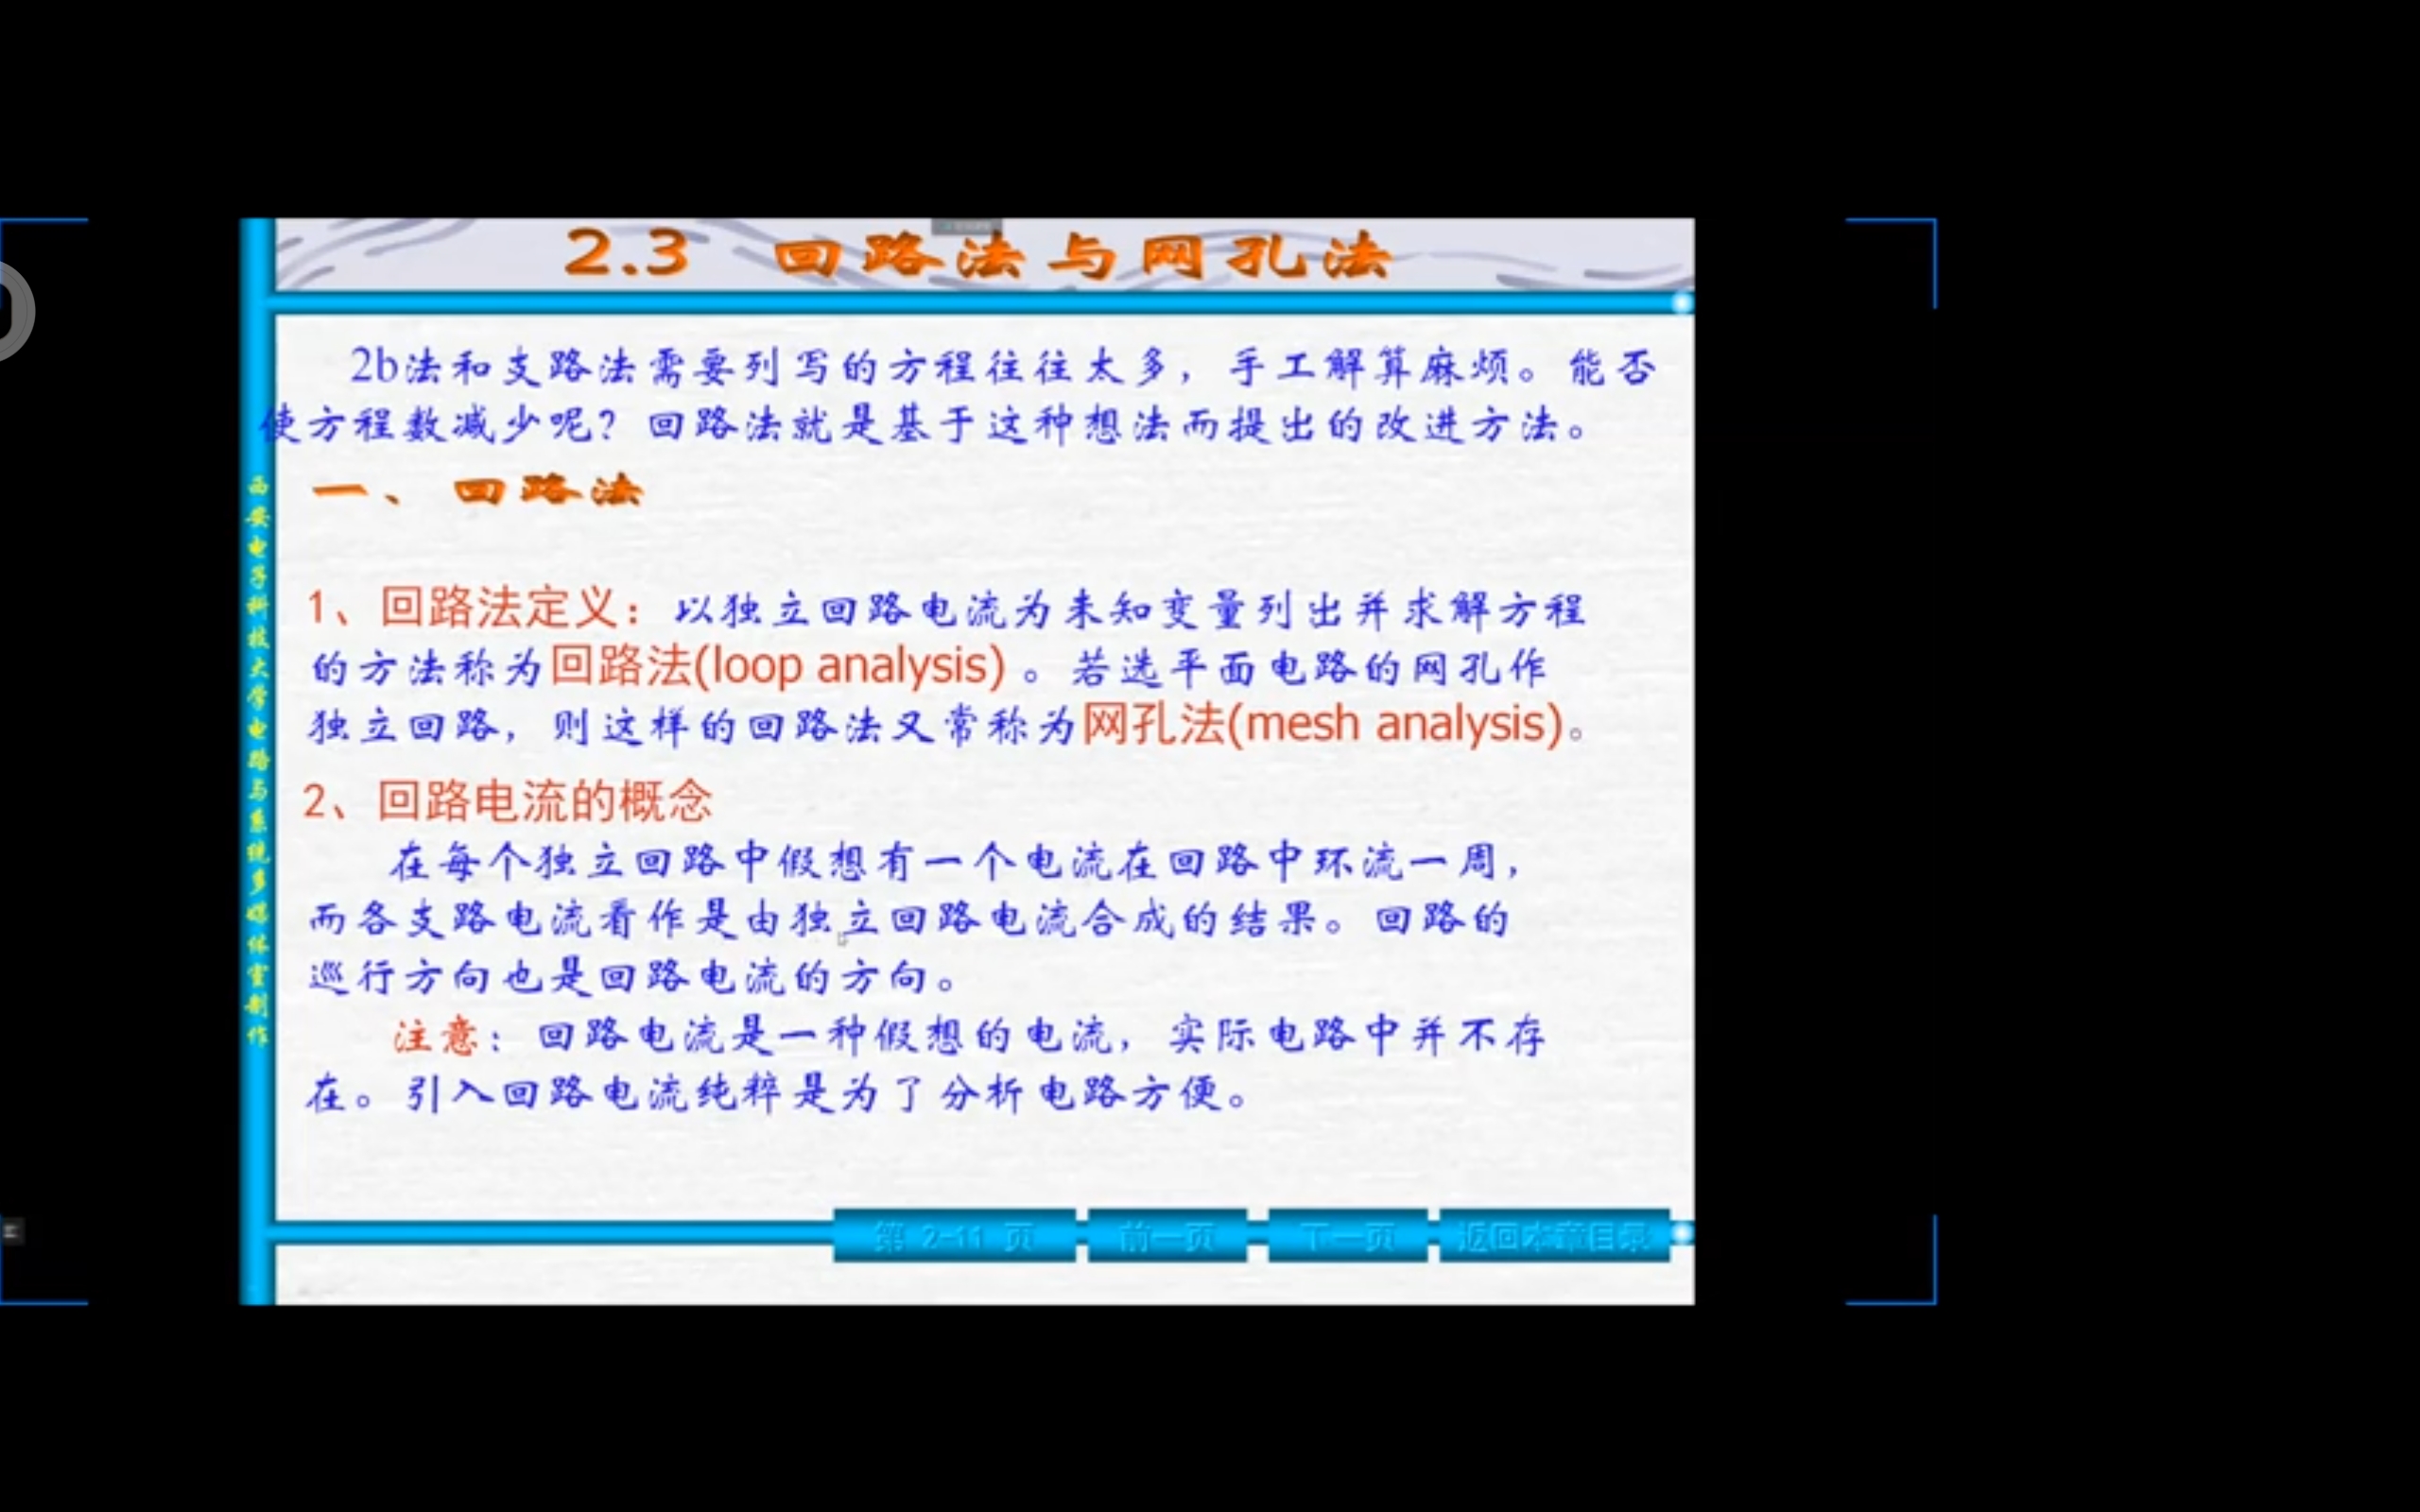 2.3 回路法与网孔法
2b法和支路法需要列写的方程往往太多，手工解算麻烦。能否
使方程数减少呢？回路法就是基于这种想法而提出的改进方法。
一、回路法
1、回路法定义：以独立回路电流为未知变量列出并求解方程
的方法称为回路法(loop analysis) 。若选平面电路的网孔作
独立回路，则这样的回路法又常称为网孔法(mesh analysis)。
2、回路电流的概念
在每个独立回路中假想有一个电流在回路中环流一周，
而各支路电流看作是由独立回路电流合成的结果。回路的
巡行方向也是回路电流的方向。
注意：回路电流是一种假想的电流，实际电路中并不存
在。引入回路电流纯粹是为了分析电路方便。
西安电子科技大学电路与系统多媒体室制作
第 2-11 页
前一页
下一页
返回本章目录